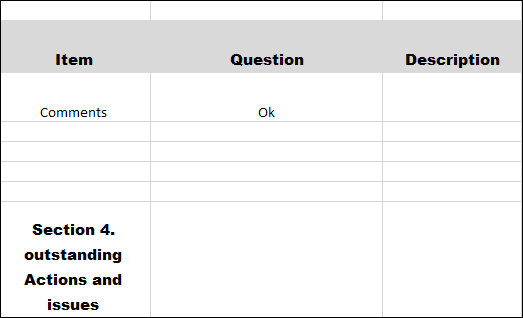 Item Question Description
Comments Ok
Section 4.
outstanding
Actions and
issues